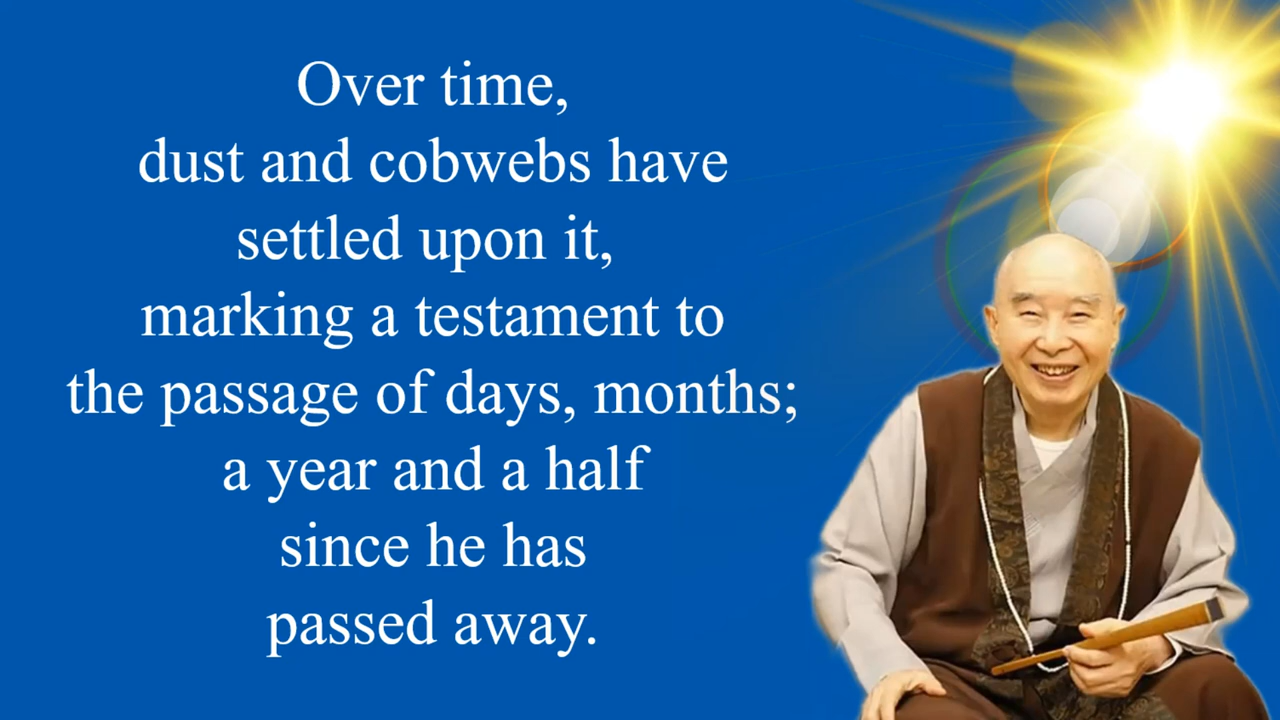 Over time,
dust and cobwebs have
settled upon it,
marking a testament to
the passage of days, months;
a year and a half
since he has
passed away.